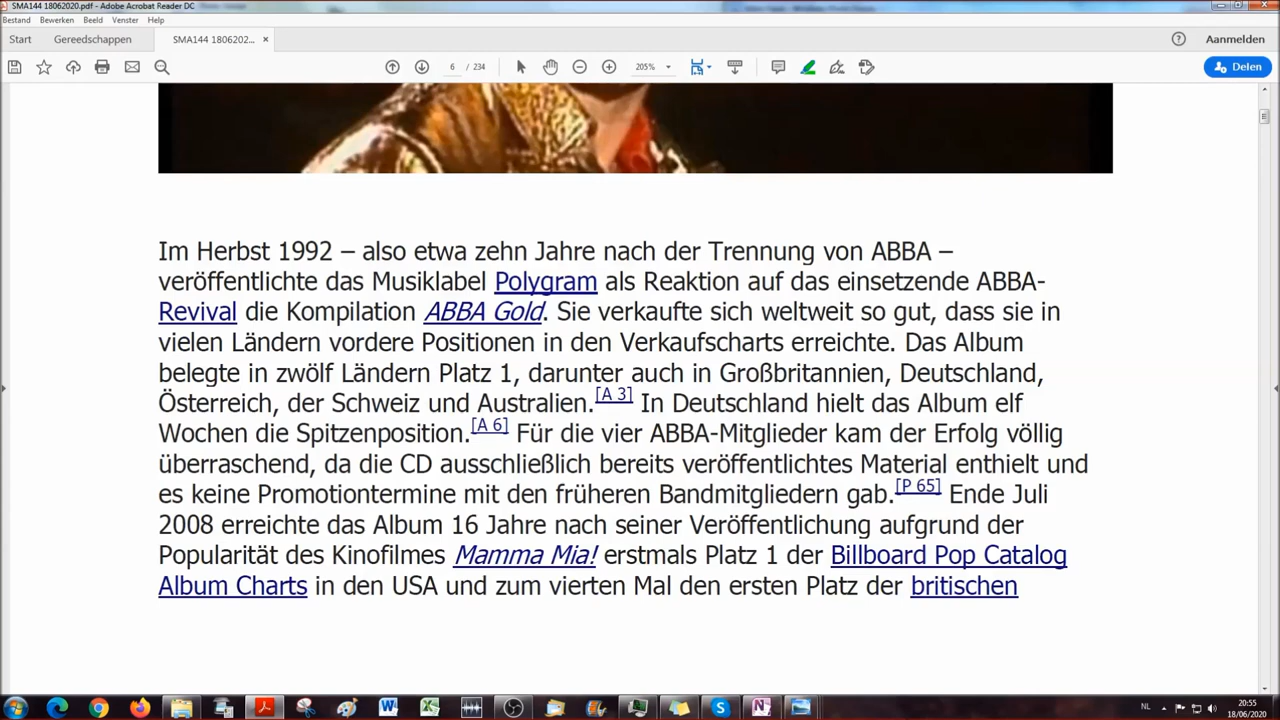 SMA144 18062020.pdf - Adobe Acrobat Reader DC
Bestand Bewerken Beeld Venster Help
Start Gereedschappen SMA144 18062020... × Aanmelden
6 / 234 205% Delen
Im Herbst 1992 – also etwa zehn Jahre nach der Trennung von ABBA –
veröffentlichte das Musiklabel Polygram als Reaktion auf das einsetzende ABBA-
Revival die Kompilation ABBA Gold. Sie verkaufte sich weltweit so gut, dass sie in
vielen Ländern vordere Positionen in den Verkaufscharts erreichte. Das Album
belegte in zwölf Ländern Platz 1, darunter auch in Großbritannien, Deutschland,
Österreich, der Schweiz und Australien.[A 3] In Deutschland hielt das Album elf
Wochen die Spitzenposition.[A 6] Für die vier ABBA-Mitglieder kam der Erfolg völlig
überraschend, da die CD ausschließlich bereits veröffentlichtes Material enthielt und
es keine Promotiontermine mit den früheren Bandmitgliedern gab.[P 65] Ende Juli
2008 erreichte das Album 16 Jahre nach seiner Veröffentlichung aufgrund der
Popularität des Kinofilmes Mamma Mia! erstmals Platz 1 der Billboard Pop Catalog
Album Charts in den USA und zum vierten Mal den ersten Platz der britischen
NL 20:55
18/06/2020